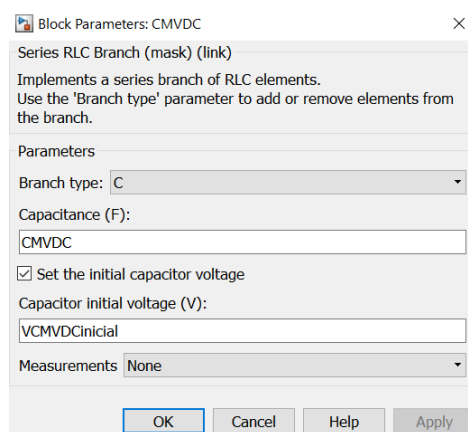 Block Parameters: CMVDC
Series RLC Branch (mask) (link)
Implements a series branch of RLC elements.
Use the 'Branch type' parameter to add or remove elements from
the branch.
Parameters
Branch type: C
Capacitance (F):
CMVDC
Set the initial capacitor voltage
Capacitor initial voltage (V):
VCMVDCinicial
Measurements None
OK Cancel Help Apply